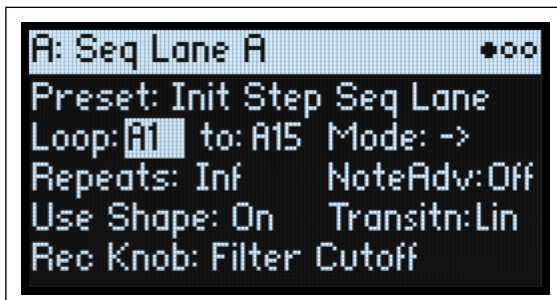 A: Seq Lane A
Preset: Init Step Seq Lane
Loop: A1 to: A15 Mode: ->
Repeats: Inf NoteAdv: Off
Use Shape: On Transitn: Lin
Rec Knob: Filter Cutoff